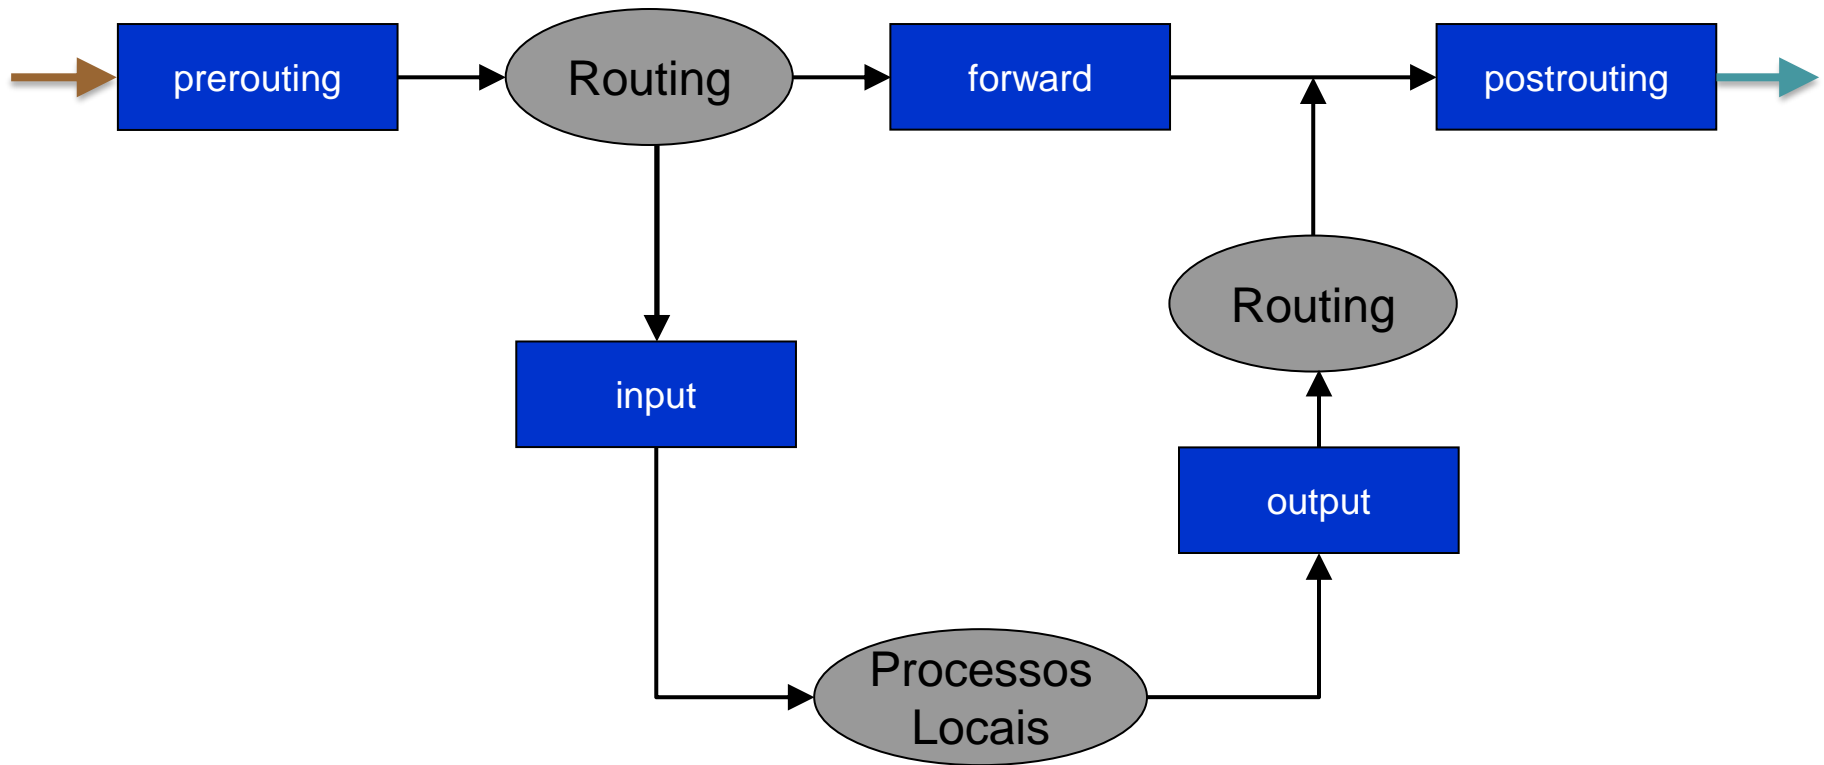 prerouting
Routing
forward
postrouting
Routing
input
output
Processos
Locais